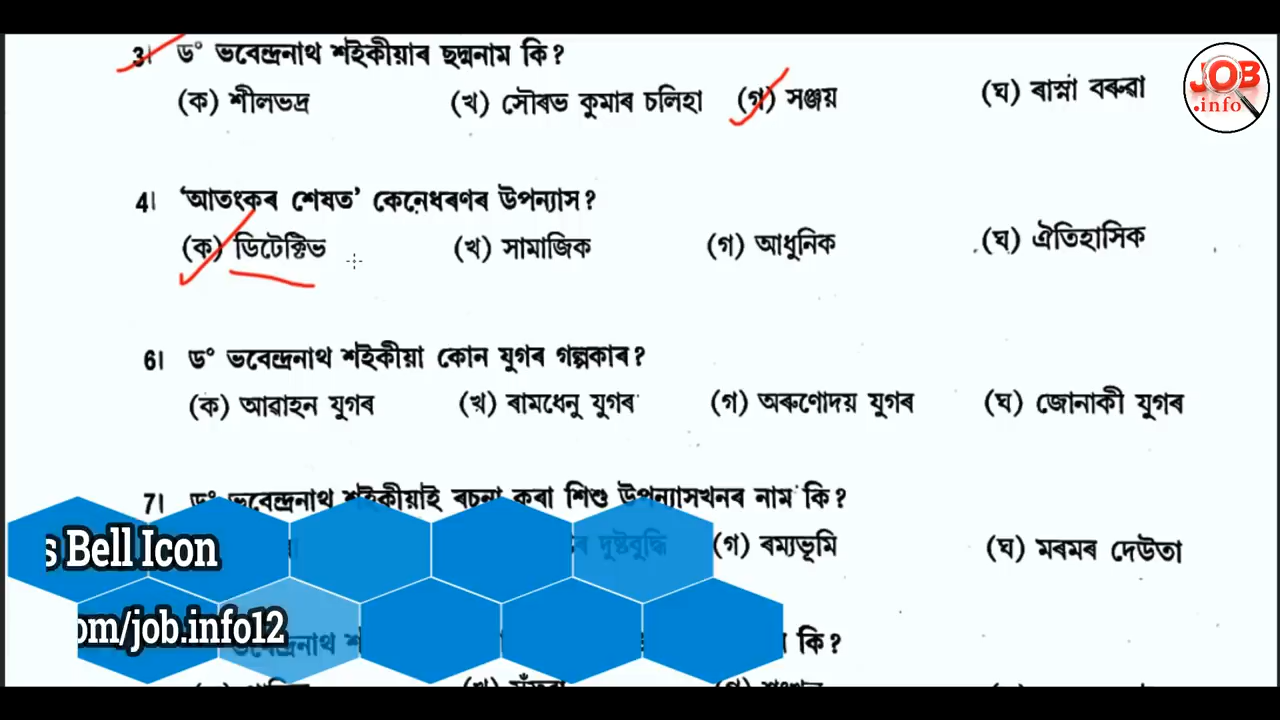 JOB
.info
3। ড° ভবেন্দ্ৰনাথ শইকীয়াৰ ছদ্মনাম কি?
(ক) শীলভদ্ৰ (খ) সৌৰভ কুমাৰ চলিহা (গ) সঞ্জয় (ঘ) ৰাস্না বৰুৱা
4। ‘আতংকৰ শেষত’ কেনেধৰণৰ উপন্যাস?
(ক) ডিটেক্টিভ (খ) সামাজিক (গ) আধুনিক (ঘ) ঐতিহাসিক
6। ড° ভবেন্দ্ৰনাথ শইকীয়া কোন যুগৰ গল্পকাৰ?
(ক) আৱাহন যুগৰ (খ) ৰামধেনু যুগৰ (গ) অৰুণোদয় যুগৰ (ঘ) জোনাকী যুগৰ
7। ড° ভবেন্দ্ৰনাথ শইকীয়াই ৰচনা কৰা শিশু উপন্যাসখনৰ নাম কি?
দুষ্টবুদ্ধি (গ) ৰম্যভূমি (ঘ) মৰমৰ দেউতা
s Bell Icon
om/job.info12
ভবেন্দ্ৰনাথ কি?